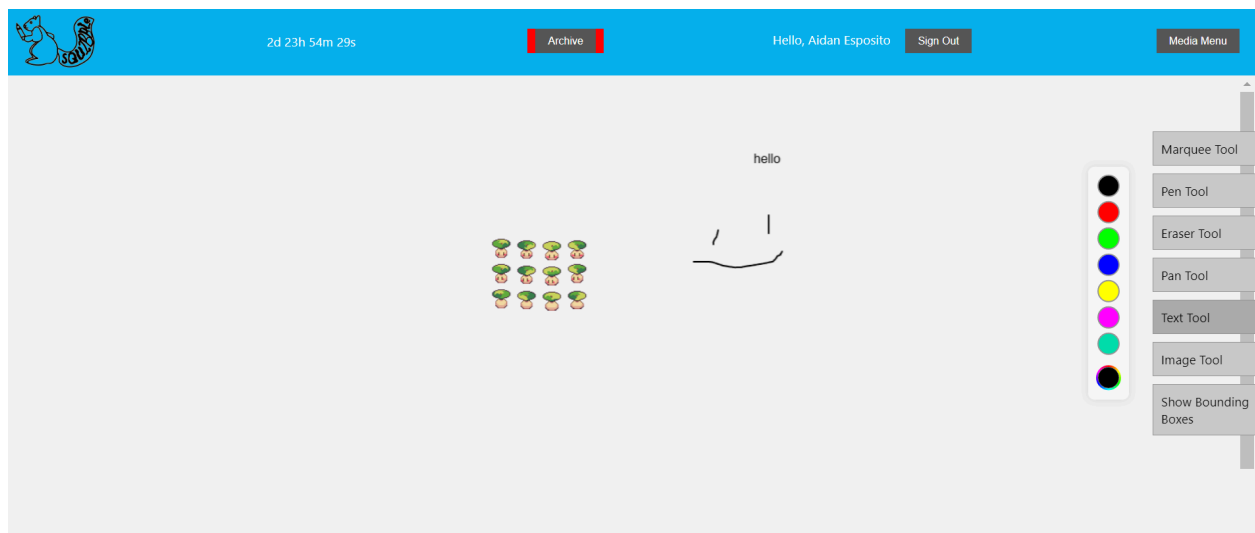 SQUIRREL
2d 23h 54m 29s
Archive
Hello, Aidan Esposito
Sign Out
Media Menu
hello
Marquee Tool
Pen Tool
Eraser Tool
Pan Tool
Text Tool
Image Tool
Show Bounding
Boxes